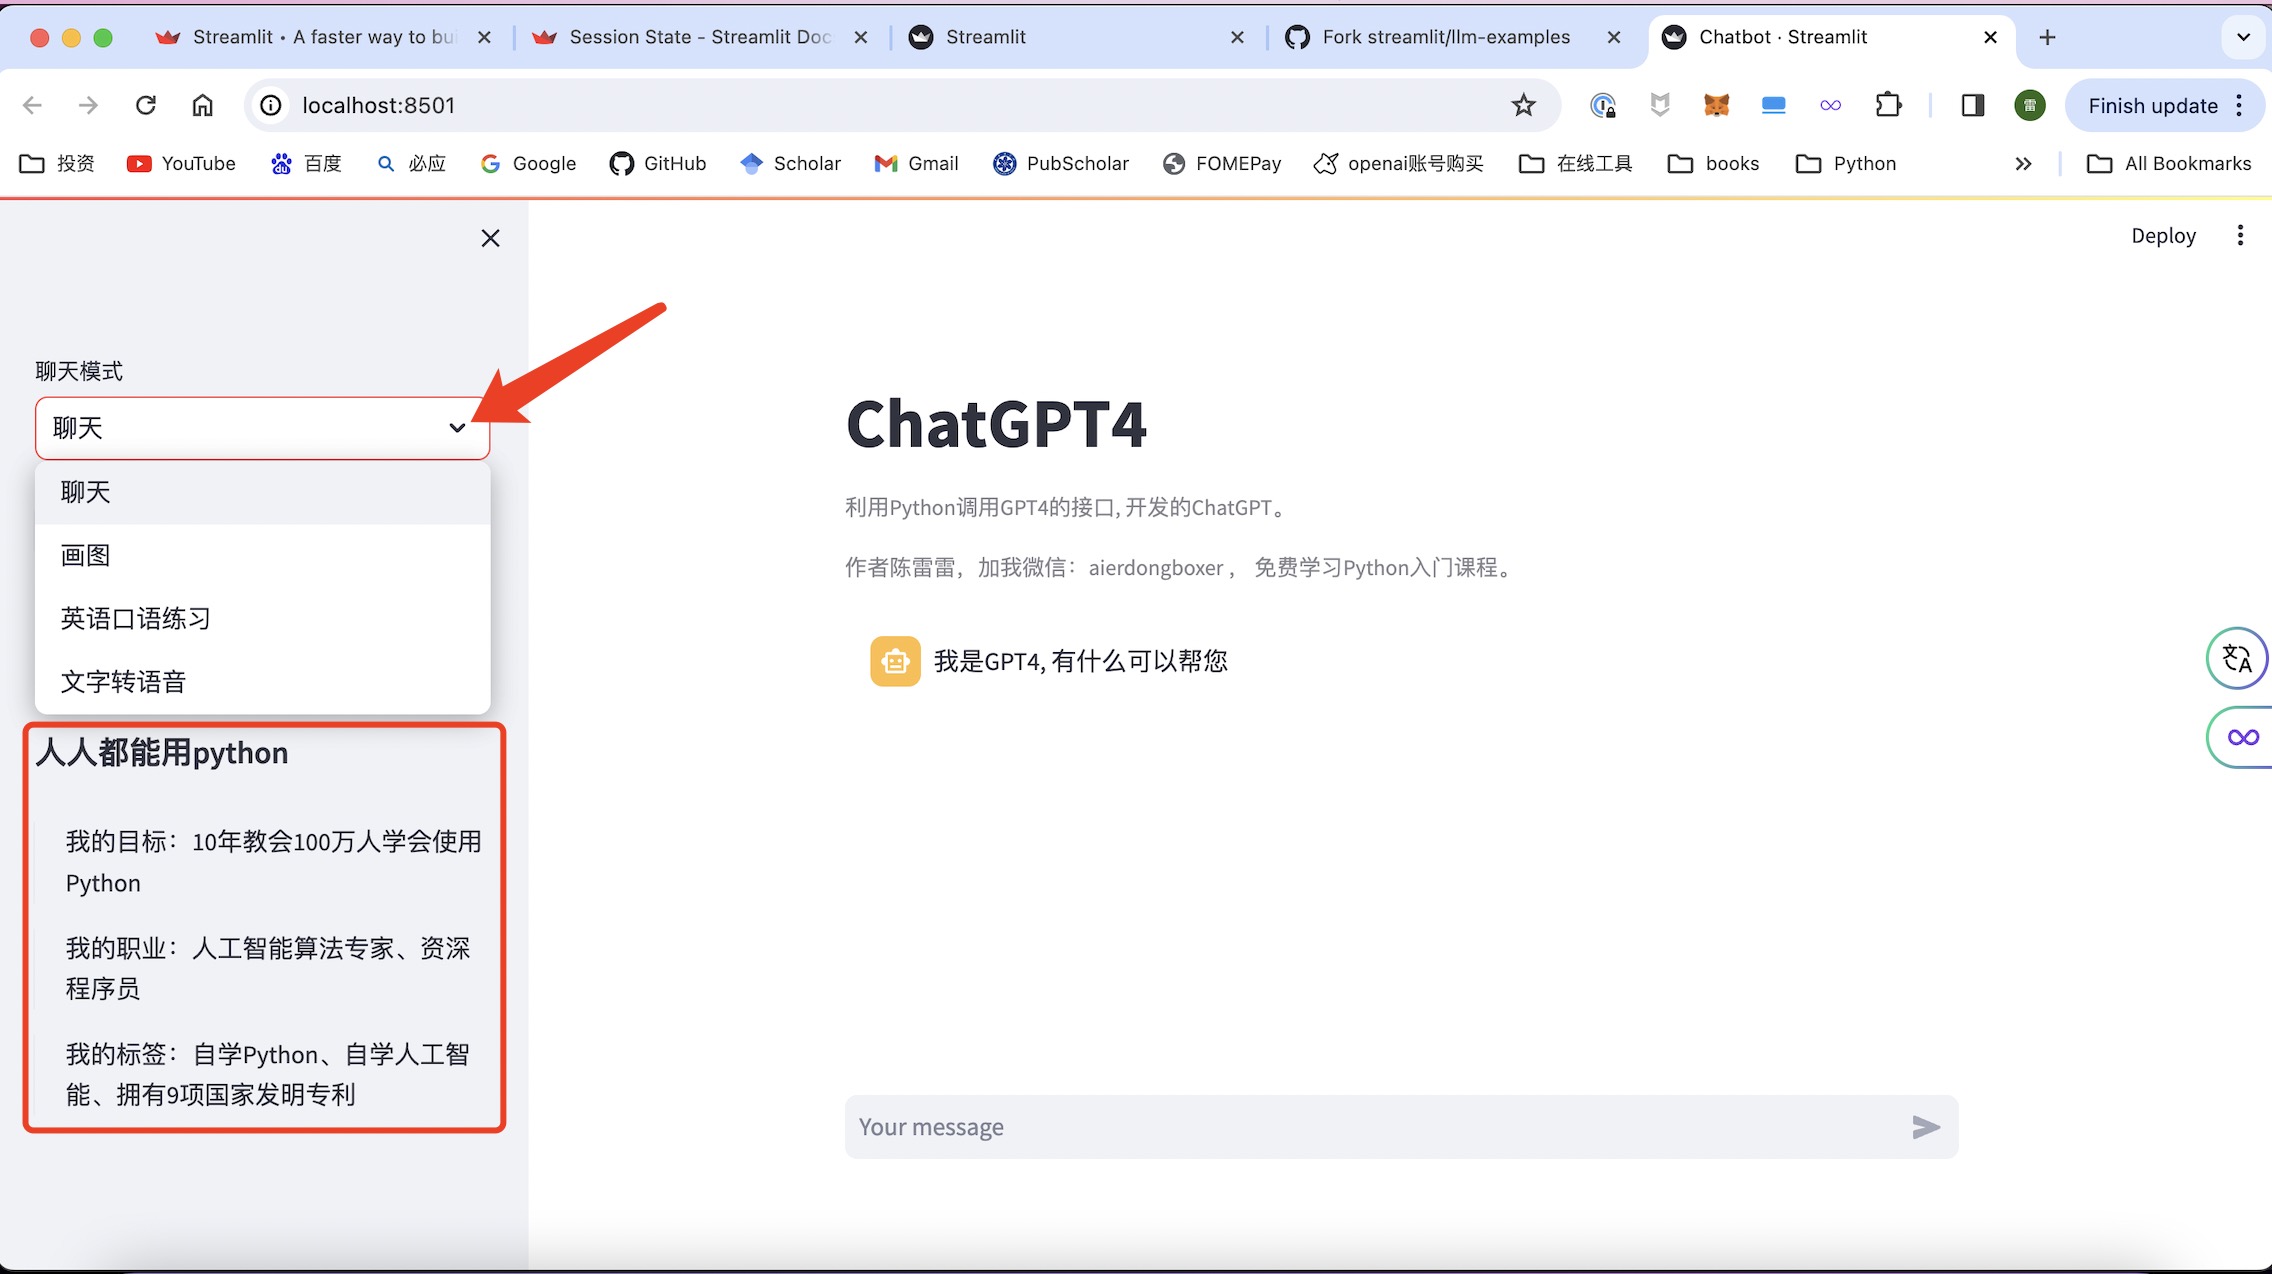 Streamlit • A faster way to bui
Session State - Streamlit Doc
Streamlit
Fork streamlit/llm-examples
Chatbot · Streamlit
localhost:8501
雷
Finish update
投资
YouTube
百度
必应
Google
GitHub
Scholar
Gmail
PubScholar
FOMEPay
openai账号购买
在线工具
books
Python
All Bookmarks
Deploy
聊天模式
聊天
聊天
画图
英语口语练习
文字转语音
人人都能用python
我的目标：10年教会100万人学会使用
Python
我的职业：人工智能算法专家、资深
程序员
我的标签：自学Python、自学人工智
能、拥有9项国家发明专利
ChatGPT4
利用Python调用GPT4的接口, 开发的ChatGPT。
作者陈雷雷，加我微信：aierdongboxer， 免费学习Python入门课程。
我是GPT4, 有什么可以帮您
Your message